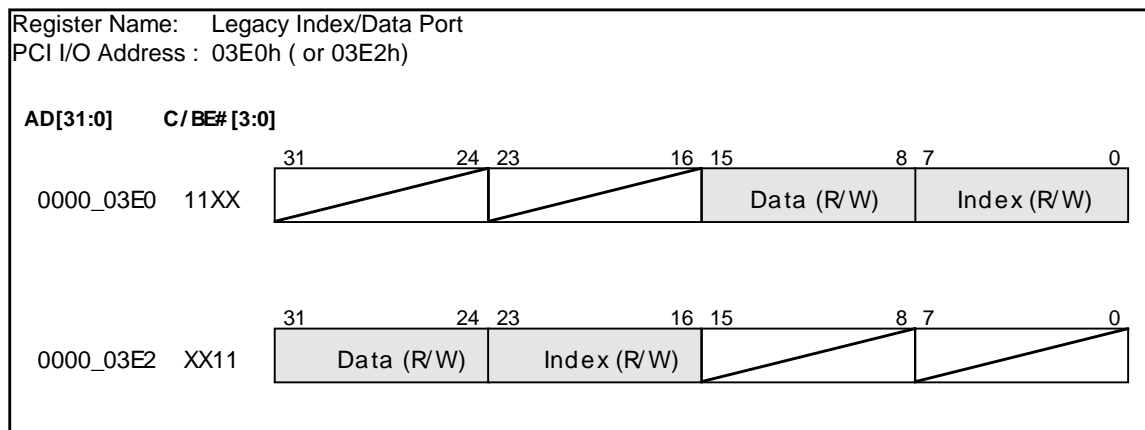 Register Name: Legacy Index/Data Port
PCI I/O Address : 03E0h ( or 03E2h)
AD[31:0] C/BE#[3:0]
31 24 23 16 15 8 7 0
0000_03E0 11XX Data (R/W) Index (R/W)
31 24 23 16 15 8 7 0
0000_03E2 XX11 Data (R/W) Index (R/W)